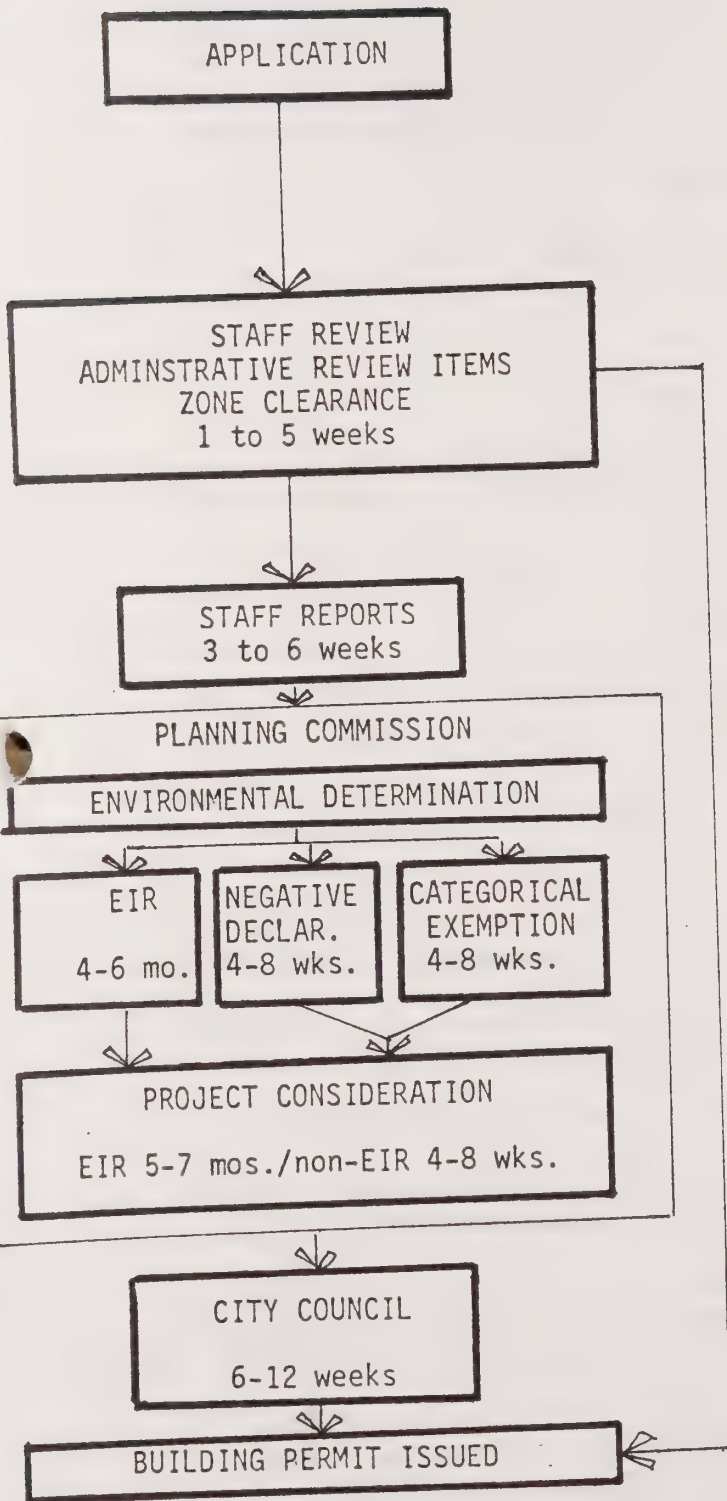 APPLICATION
STAFF REVIEW
ADMINSTRATIVE REVIEW ITEMS
ZONE CLEARANCE
1 to 5 weeks
STAFF REPORTS
3 to 6 weeks
PLANNING COMMISSION
ENVIRONMENTAL DETERMINATION
EIR
4-6 mo.
NEGATIVE
DECLAR.
4-8 wks.
CATEGORICAL
EXEMPTION
4-8 wks.
PROJECT CONSIDERATION
EIR 5-7 mos./non-EIR 4-8 wks.
CITY COUNCIL
6-12 weeks
BUILDING PERMIT ISSUED